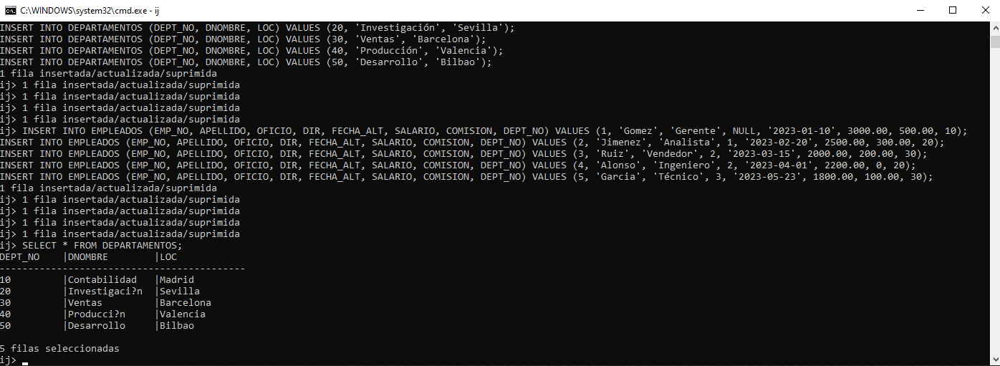 C:\WINDOWS\system32\cmd.exe - ij
INSERT INTO DEPARTAMENTOS (DEPT_NO, DNOMBRE, LOC) VALUES (20, 'Investigación', 'Sevilla');
INSERT INTO DEPARTAMENTOS (DEPT_NO, DNOMBRE, LOC) VALUES (30, 'Ventas', 'Barcelona');
INSERT INTO DEPARTAMENTOS (DEPT_NO, DNOMBRE, LOC) VALUES (40, 'Producción', 'Valencia');
INSERT INTO DEPARTAMENTOS (DEPT_NO, DNOMBRE, LOC) VALUES (50, 'Desarrollo', 'Bilbao');
1 fila insertada/actualizada/suprimida
ij> 1 fila insertada/actualizada/suprimida
ij> 1 fila insertada/actualizada/suprimida
ij> 1 fila insertada/actualizada/suprimida
ij> 1 fila insertada/actualizada/suprimida
ij> INSERT INTO EMPLEADOS (EMP_NO, APELLIDO, OFICIO, DIR, FECHA_ALT, SALARIO, COMISION, DEPT_NO) VALUES (1, 'Gomez', 'Gerente', NULL, '2023-01-10', 3000.00, 500.00, 10);
INSERT INTO EMPLEADOS (EMP_NO, APELLIDO, OFICIO, DIR, FECHA_ALT, SALARIO, COMISION, DEPT_NO) VALUES (2, 'Jimenez', 'Analista', 1, '2023-02-20', 2500.00, 300.00, 20);
INSERT INTO EMPLEADOS (EMP_NO, APELLIDO, OFICIO, DIR, FECHA_ALT, SALARIO, COMISION, DEPT_NO) VALUES (3, 'Ruiz', 'Vendedor', 2, '2023-03-15', 2000.00, 200.00, 30);
INSERT INTO EMPLEADOS (EMP_NO, APELLIDO, OFICIO, DIR, FECHA_ALT, SALARIO, COMISION, DEPT_NO) VALUES (4, 'Alonso', 'Ingeniero', 2, '2023-04-01', 2200.00, 0, 20);
INSERT INTO EMPLEADOS (EMP_NO, APELLIDO, OFICIO, DIR, FECHA_ALT, SALARIO, COMISION, DEPT_NO) VALUES (5, 'Garcia', 'Técnico', 3, '2023-05-23', 1800.00, 100.00, 30);
1 fila insertada/actualizada/suprimida
ij> 1 fila insertada/actualizada/suprimida
ij> 1 fila insertada/actualizada/suprimida
ij> 1 fila insertada/actualizada/suprimida
ij> 1 fila insertada/actualizada/suprimida
ij> SELECT * FROM DEPARTAMENTOS;
DEPT_NO    |DNOMBRE        |LOC
-------------------------------------------
10         |Contabilidad   |Madrid
20         |Investigaci?n  |Sevilla
30         |Ventas         |Barcelona
40         |Producci?n     |Valencia
50         |Desarrollo     |Bilbao
5 filas seleccionadas
ij>